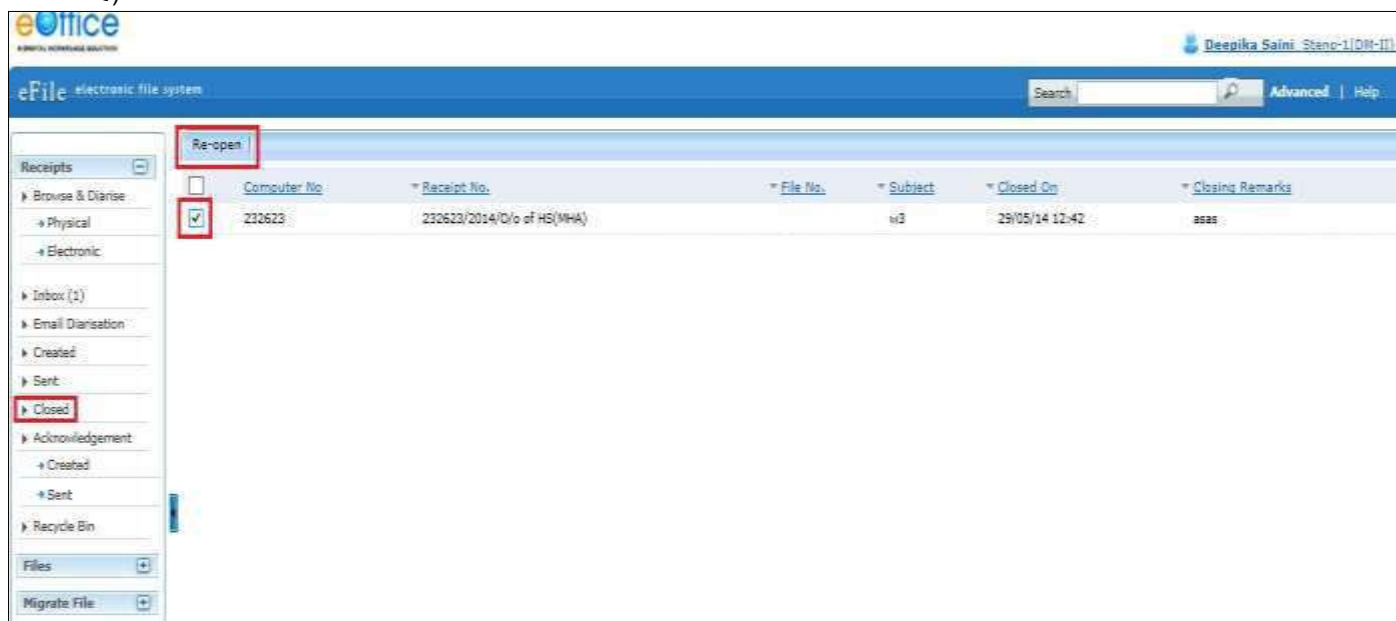 eOffice
A DIGITAL WORKPLACE SOLUTION
Deepika Saini Steno-1(DM-II)
eFile electronic file system
Search
Advanced | Help
Re-open
Receipts
Computer No Receipt No. File No. Subject Closed On Closing Remarks
Browse & Diarise
232623 232623/2014/O/o of HS(MHA) 29/05/14 12:42 asas
Physical
Electronic
Inbox (1)
Email Diarisation
Created
Sent
Closed
Acknowledgement
Created
Sent
Recycle Bin
Files
Migrate File